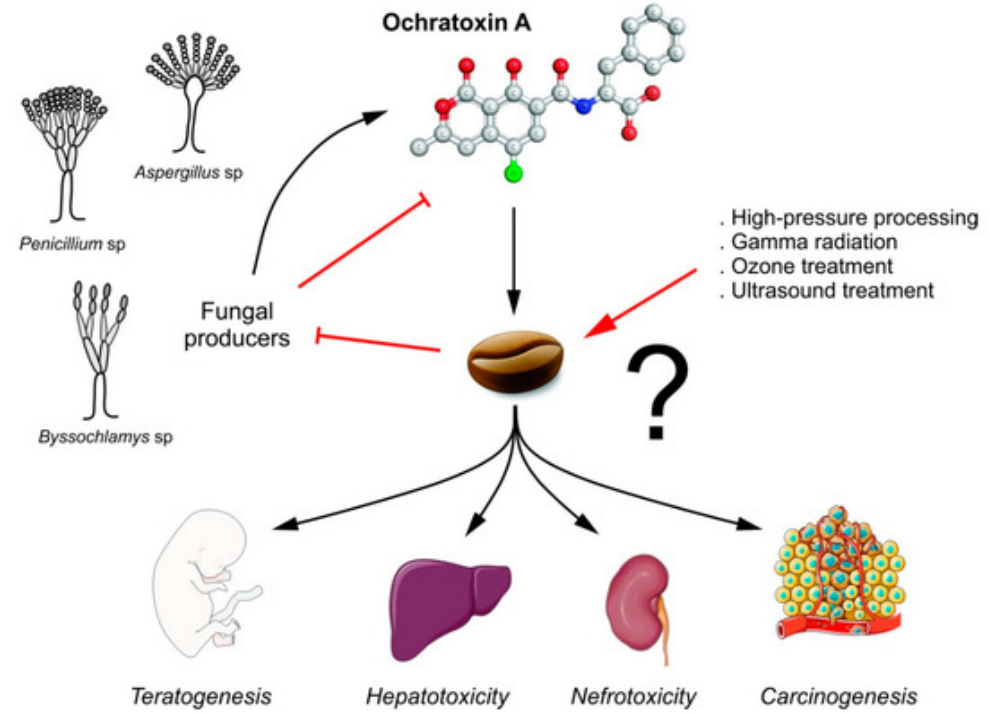 Ochratoxin A
Aspergillus sp
Penicillium sp
. High-pressure processing
. Gamma radiation
. Ozone treatment
. Ultrasound treatment
Fungal
producers
?
Byssochlamys sp
Teratogenesis
Hepatotoxicity
Nefrotoxicity
Carcinogenesis